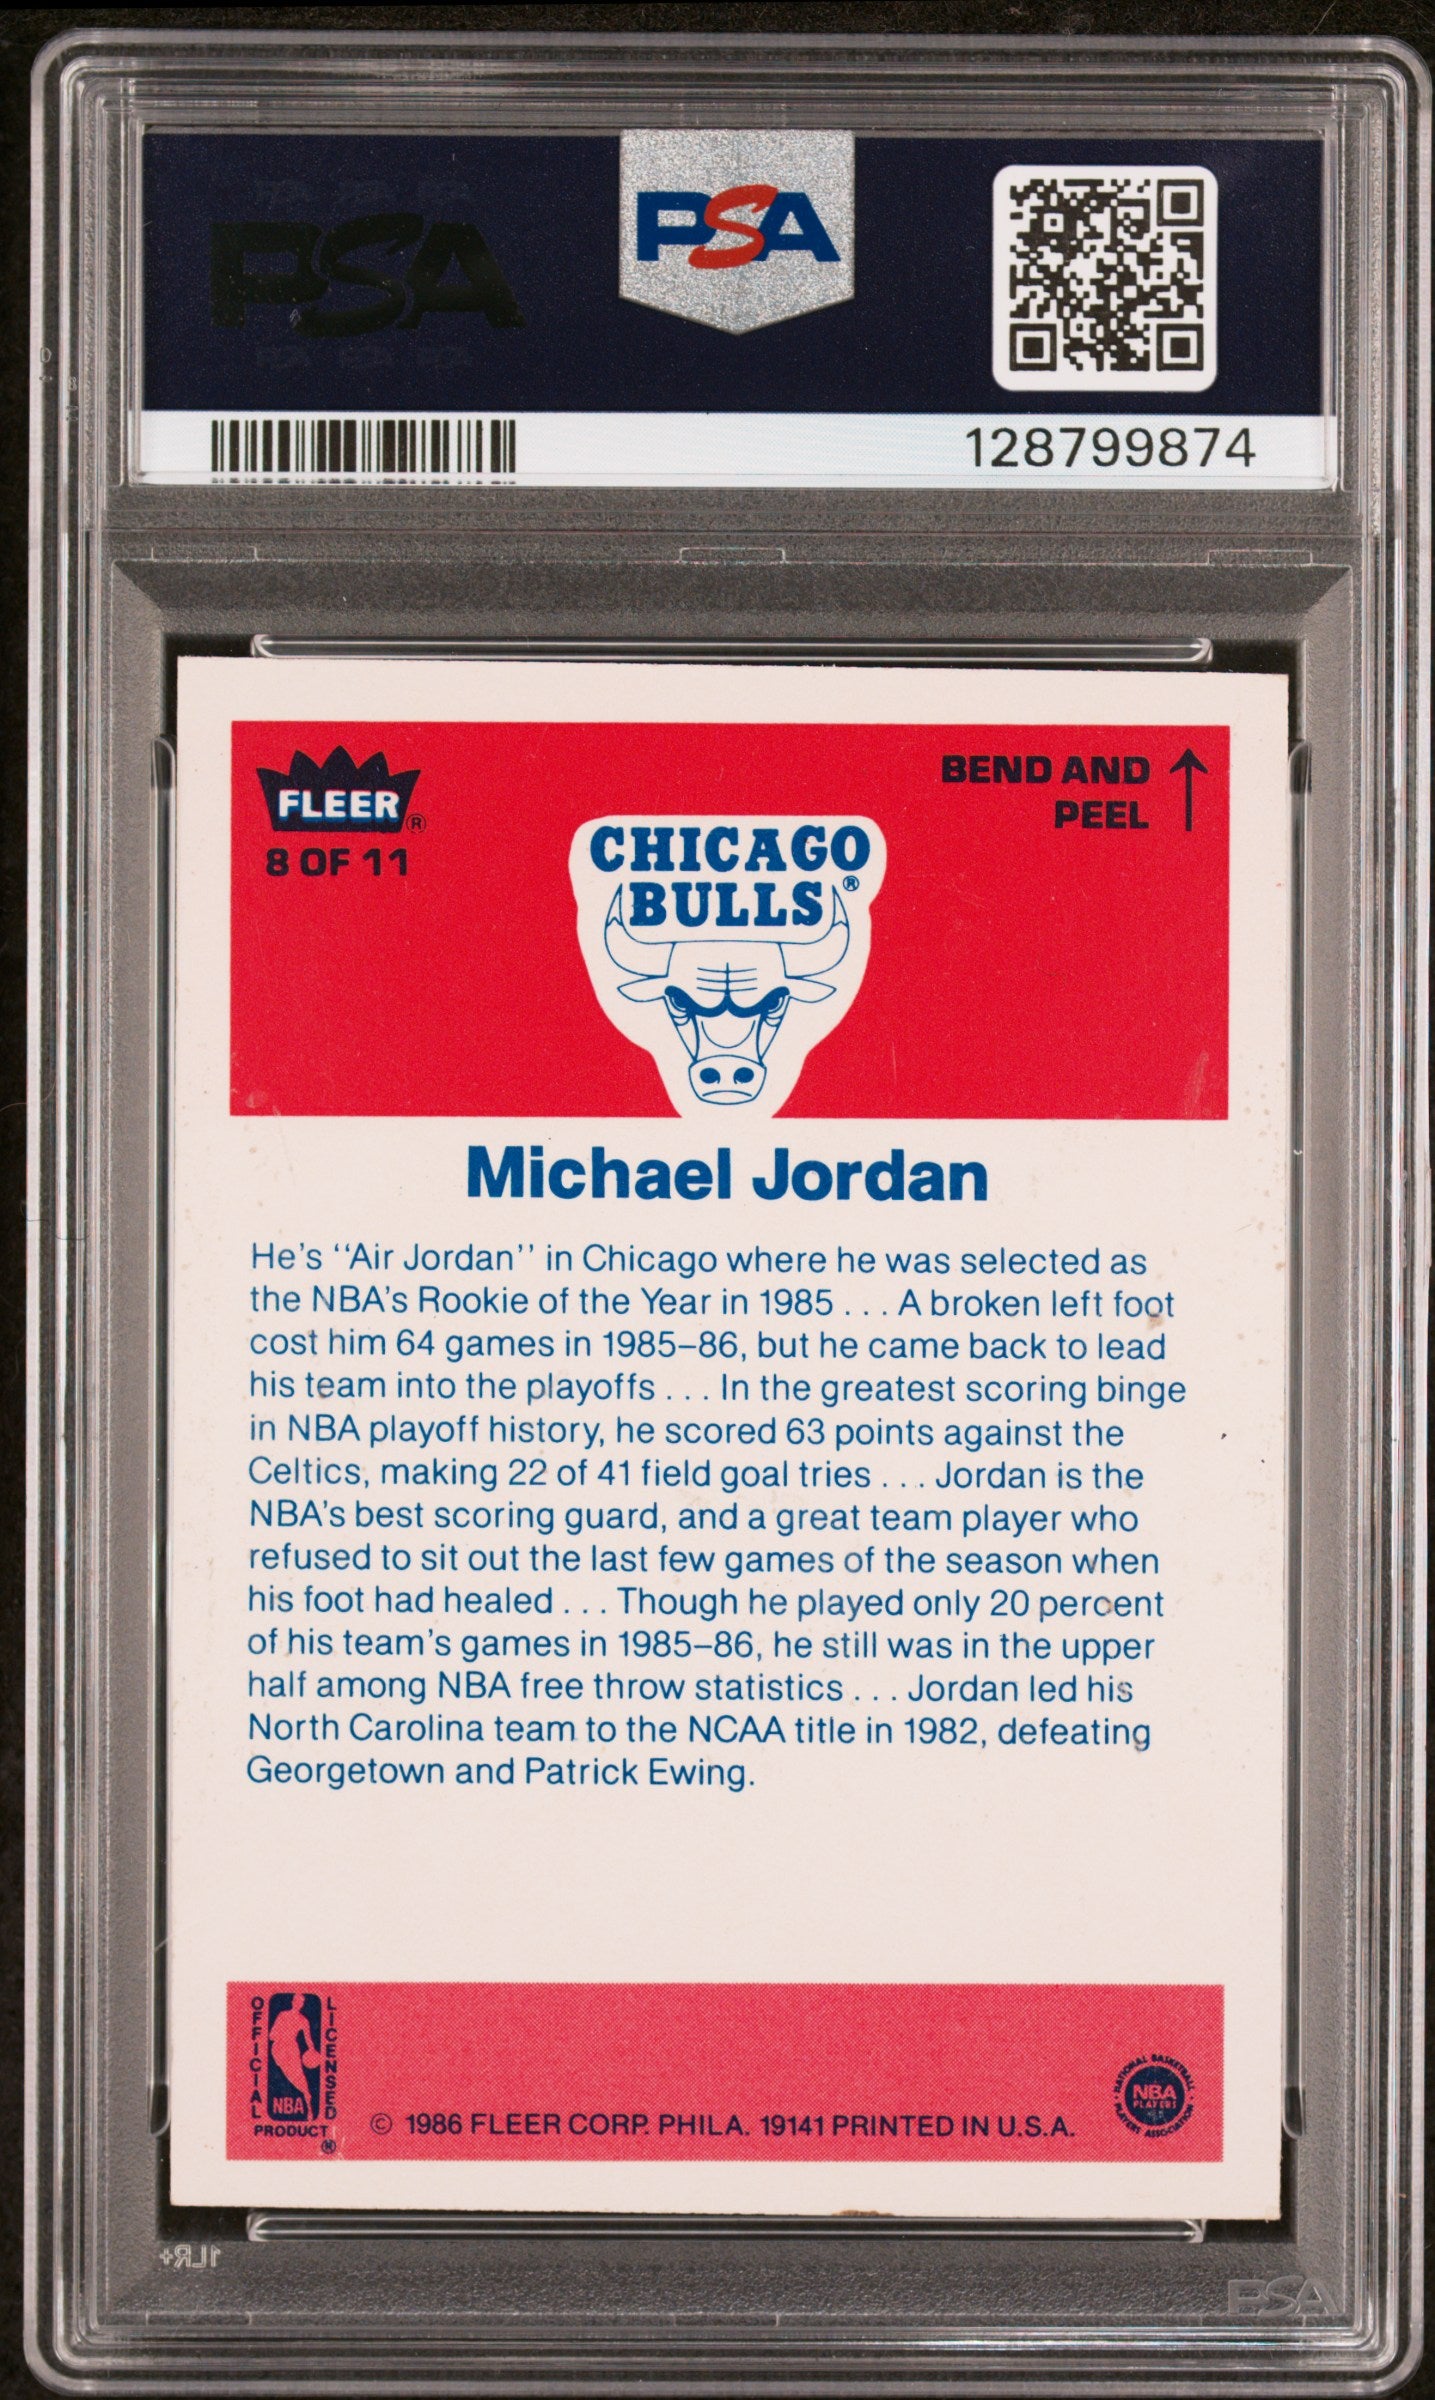 PSA
PSA
128799874
FLEER®
8 OF 11
BEND AND
PEEL
CHICAGO
BULLS®
Michael Jordan
He's "Air Jordan" in Chicago where he was selected as
the NBA's Rookie of the Year in 1985 . . . A broken left foot
cost him 64 games in 1985–86, but he came back to lead
his team into the playoffs . . . In the greatest scoring binge
in NBA playoff history, he scored 63 points against the
Celtics, making 22 of 41 field goal tries . . . Jordan is the
NBA's best scoring guard, and a great team player who
refused to sit out the last few games of the season when
his foot had healed . . . Though he played only 20 percent
of his team's games in 1985–86, he still was in the upper
half among NBA free throw statistics . . . Jordan led his
North Carolina team to the NCAA title in 1982, defeating
Georgetown and Patrick Ewing.
OFFICIAL
LICENSED
NBA
PRODUCT
®
© 1986 FLEER CORP. PHILA. 19141 PRINTED IN U.S.A.
NATIONAL BASKETBALL
NBA
PLAYERS
PLAYERS ASSOCIATION
1LR+
PSA